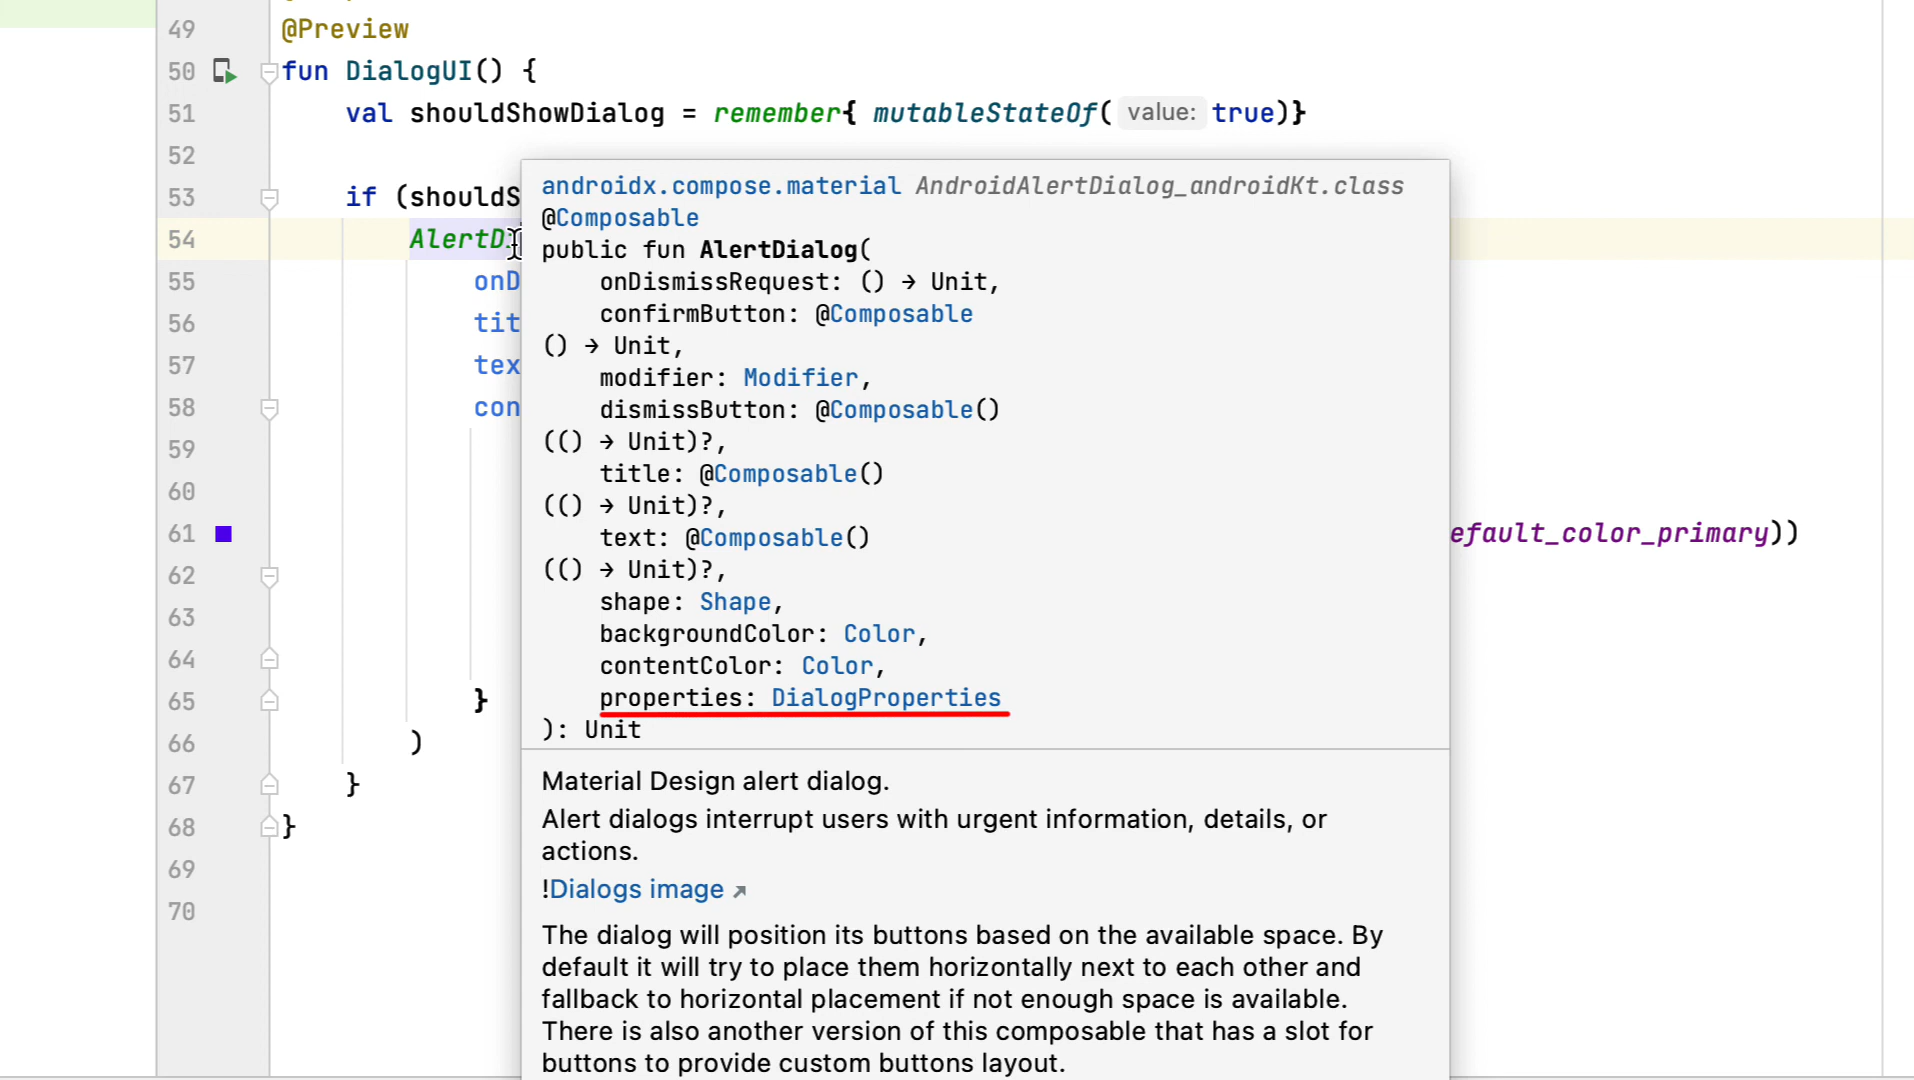 49 @Preview
50 fun DialogUI() {
51 val shouldShowDialog = remember{ mutableStateOf( value: true)}
52
53 if (shouldS
54 AlertD
55 onD
56 tit
57 tex
58 con
59
60
61 efault_color_primary))
62
63
64
65 }
66 )
67 }
68 }
69
70
androidx.compose.material AndroidAlertDialog_androidKt.class
@Composable
public fun AlertDialog(
onDismissRequest: () → Unit,
confirmButton: @Composable
() → Unit,
modifier: Modifier,
dismissButton: @Composable()
(() → Unit)?,
title: @Composable()
(() → Unit)?,
text: @Composable()
(() → Unit)?,
shape: Shape,
backgroundColor: Color,
contentColor: Color,
properties: DialogProperties
): Unit
Material Design alert dialog.
Alert dialogs interrupt users with urgent information, details, or
actions.
!Dialogs image ↗
The dialog will position its buttons based on the available space. By
default it will try to place them horizontally next to each other and
fallback to horizontal placement if not enough space is available.
There is also another version of this composable that has a slot for
buttons to provide custom buttons layout.